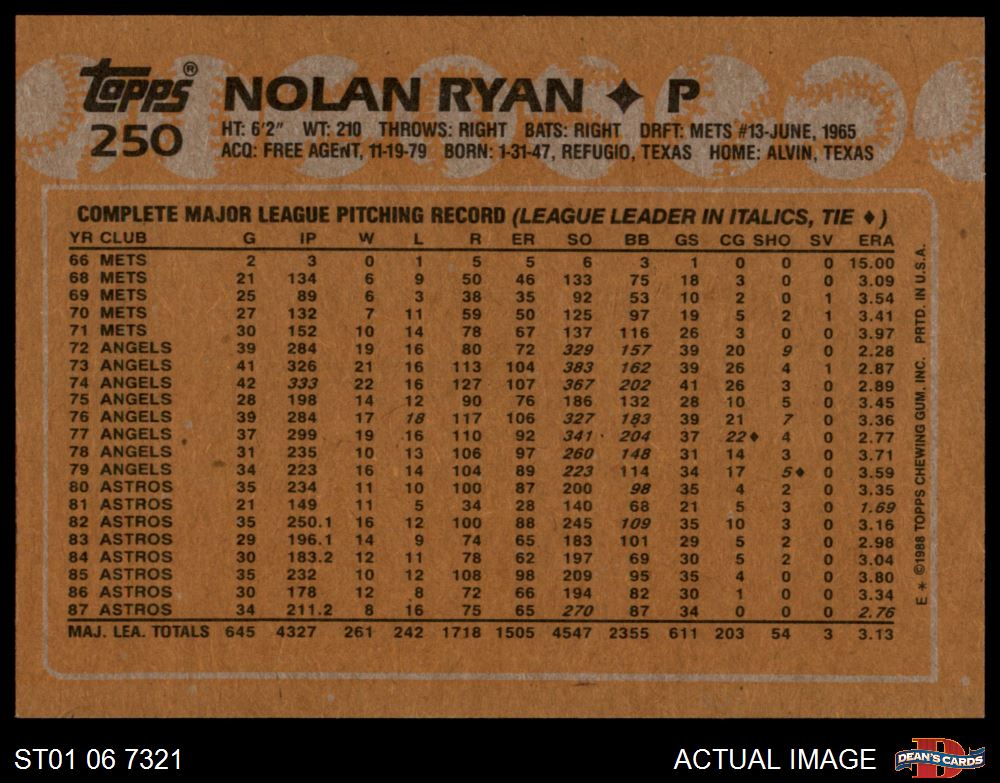 topps® NOLAN RYAN ♦ P
250 HT: 6'2" WT: 210 THROWS: RIGHT BATS: RIGHT DRFT: METS #13-JUNE, 1965
ACQ: FREE AGENT, 11-19-79 BORN: 1-31-47, REFUGIO, TEXAS HOME: ALVIN, TEXAS
COMPLETE MAJOR LEAGUE PITCHING RECORD (LEAGUE LEADER IN ITALICS, TIE ♦)
YR CLUB G IP W L R ER SO BB GS CG SHO SV ERA
66 METS 2 3 0 1 5 5 6 3 1 0 0 0 15.00
68 METS 21 134 6 9 50 46 133 75 18 3 0 0 3.09
69 METS 25 89 6 3 38 35 92 53 10 2 0 1 3.54
70 METS 27 132 7 11 59 50 125 97 19 5 2 1 3.41
71 METS 30 152 10 14 78 67 137 116 26 3 0 0 3.97
72 ANGELS 39 284 19 16 80 72 329 157 39 20 9 0 2.28
73 ANGELS 41 326 21 16 113 104 383 162 39 26 4 1 2.87
74 ANGELS 42 333 22 16 127 107 367 202 41 26 3 0 2.89
75 ANGELS 28 198 14 12 90 76 186 132 28 10 5 0 3.45
76 ANGELS 39 284 17 18 117 106 327 183 39 21 7 0 3.36
77 ANGELS 37 299 19 16 110 92 341 204 37 22♦ 4 0 2.77
78 ANGELS 31 235 10 13 106 97 260 148 31 14 3 0 3.71
79 ANGELS 34 223 16 14 104 89 223 114 34 17 5♦ 0 3.59
80 ASTROS 35 234 11 10 100 87 200 98 35 4 2 0 3.35
81 ASTROS 21 149 11 5 34 28 140 68 21 5 3 0 1.69
82 ASTROS 35 250.1 16 12 100 88 245 109 35 10 3 0 3.16
83 ASTROS 29 196.1 14 9 74 65 183 101 29 5 2 0 2.98
84 ASTROS 30 183.2 12 11 78 62 197 69 30 5 2 0 3.04
85 ASTROS 35 232 10 12 108 98 209 95 35 4 0 0 3.80
86 ASTROS 30 178 12 8 72 66 194 82 30 1 0 0 3.34
87 ASTROS 34 211.2 8 16 75 65 270 87 34 0 0 0 2.76
MAJ. LEA. TOTALS 645 4327 261 242 1718 1505 4547 2355 611 203 54 3 3.13
E * ©1988 TOPPS CHEWING GUM, INC. PRTD. IN U.S.A.
ST01 06 7321 ACTUAL IMAGE D DEAN'S CARDS